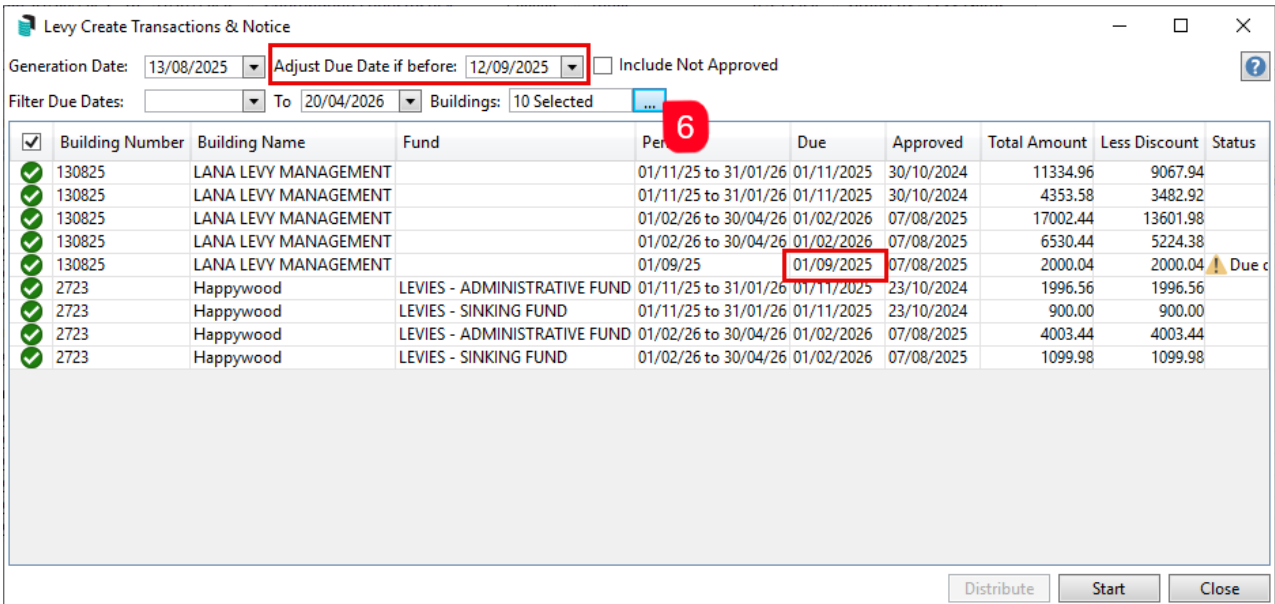 Levy Create Transactions & Notice
Generation Date: 13/08/2025 Adjust Due Date if before: 12/09/2025 Include Not Approved
Filter Due Dates: To 20/04/2026 Buildings: 10 Selected ...
6
Building Number Building Name Fund Due Approved Total Amount Less Discount Status
130825 LANA LEVY MANAGEMENT 01/11/25 to 31/01/26 01/11/2025 30/10/2024 11334.96 9067.94
130825 LANA LEVY MANAGEMENT 01/11/25 to 31/01/26 01/11/2025 30/10/2024 4353.58 3482.92
130825 LANA LEVY MANAGEMENT 01/02/26 to 30/04/26 01/02/2026 07/08/2025 17002.44 13601.98
130825 LANA LEVY MANAGEMENT 01/02/26 to 30/04/26 01/02/2026 07/08/2025 6530.44 5224.38
130825 LANA LEVY MANAGEMENT 01/09/25 01/09/2025 07/08/2025 2000.04 2000.04 Due
2723 Happywood LEVIES - ADMINISTRATIVE FUND 01/11/25 to 31/01/26 01/11/2025 23/10/2024 1996.56 1996.56
2723 Happywood LEVIES - SINKING FUND 01/11/25 to 31/01/26 01/11/2025 23/10/2024 900.00 900.00
2723 Happywood LEVIES - ADMINISTRATIVE FUND 01/02/26 to 30/04/26 01/02/2026 07/08/2025 4003.44 4003.44
2723 Happywood LEVIES - SINKING FUND 01/02/26 to 30/04/26 01/02/2026 07/08/2025 1099.98 1099.98
Distribute Start Close